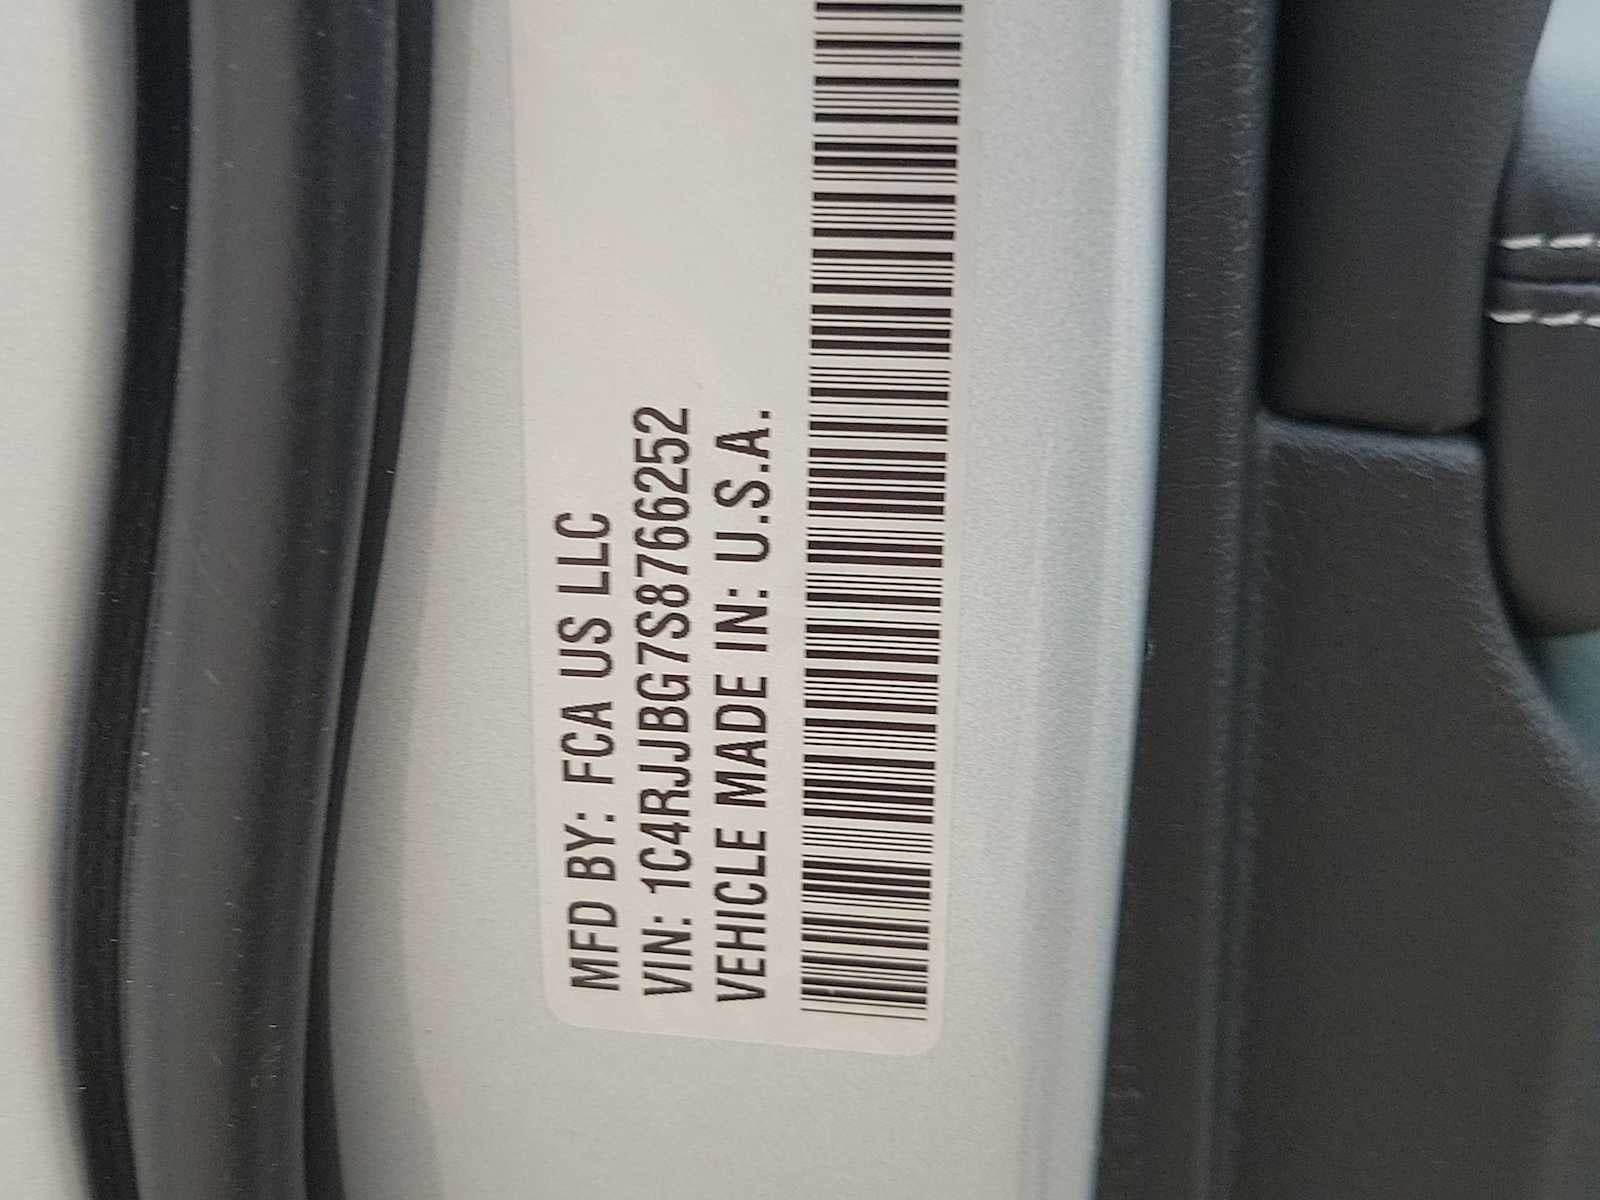 MFD BY: FCA US LLC
VIN: 1C4RJJBG7S8766252
VEHICLE MADE IN: U.S.A.